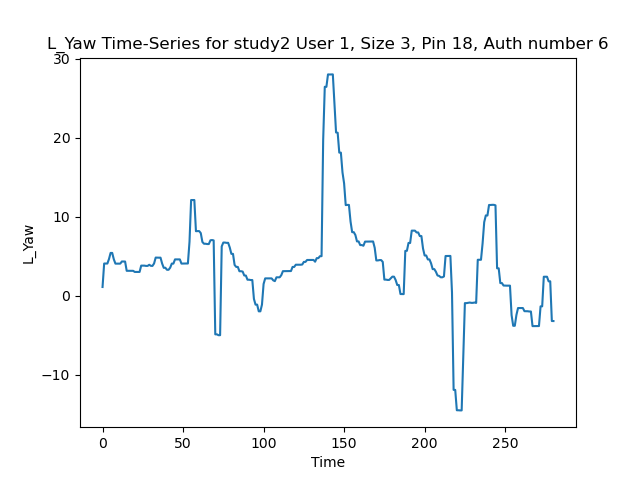 L_Yaw Time-Series for study2 User 1, Size 3, Pin 18, Auth number 6
30
20
10
0
−10
L_Yaw
0 50 100 150 200 250
Time